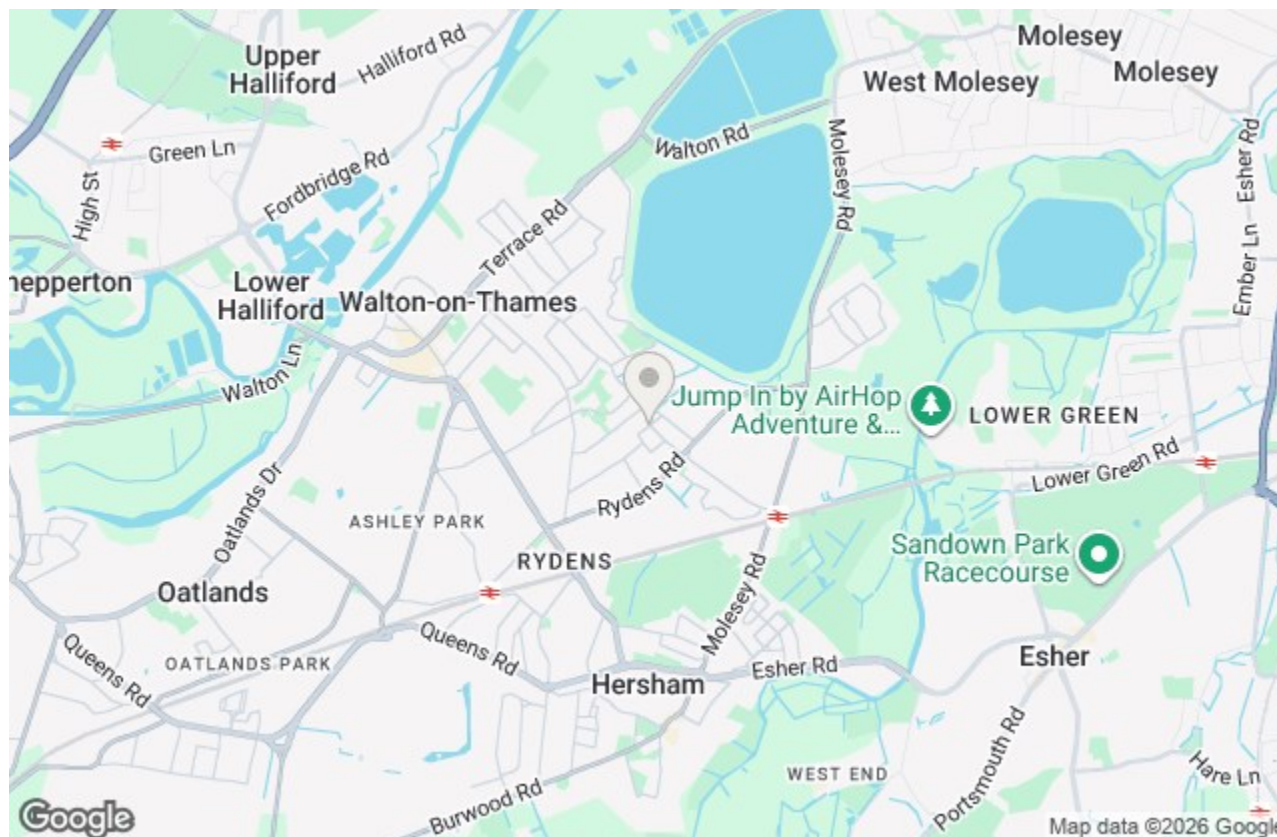 Upper
Halliford
Halliford Rd
Molesey
West Molesey
Molesey
Green Ln
Walton Rd
Molesey Rd
Esher Rd
High St
Fordbridge Rd
Terrace Rd
Ember Ln
hepperton
Lower
Halliford
Walton-on-Thames
Walton Ln
Jump In by AirHop
Adventure &...
LOWER GREEN
Lower Green Rd
Oatlands Dr
Rydens Rd
ASHLEY PARK
RYDENS
Sandown Park
Racecourse
Oatlands
Molesey Rd
Queens Rd
OATLANDS PARK
Queens Rd
Hersham
Esher Rd
Esher
Portsmouth Rd
WEST END
Hare Ln
Burwood Rd
Google
Map data ©2026 Google